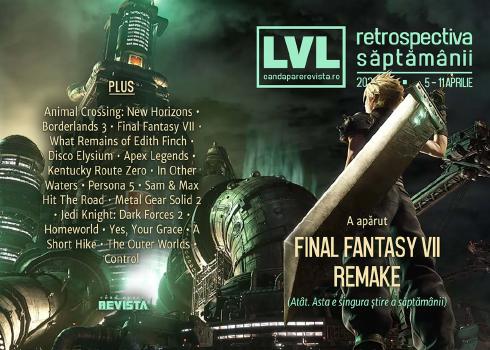 LVL
candaparerevista.ro
retrospectiva
săptămânii
5 – 11 APRILIE
PLUS
Animal Crossing: New Horizons •
Borderlands 3 • Final Fantasy VII •
What Remains of Edith Finch •
Disco Elysium • Apex Legends •
Kentucky Route Zero • In Other
Waters • Persona 5 • Sam & Max
Hit The Road • Metal Gear Solid 2
• Jedi Knight: Dark Forces 2 •
Homeworld • Yes, Your Grace • A
Short Hike • The Outer Worlds •
Control
REVISTA
A apărut
FINAL FANTASY VII
REMAKE
(Atât. Asta e singura știre a săptămânii)